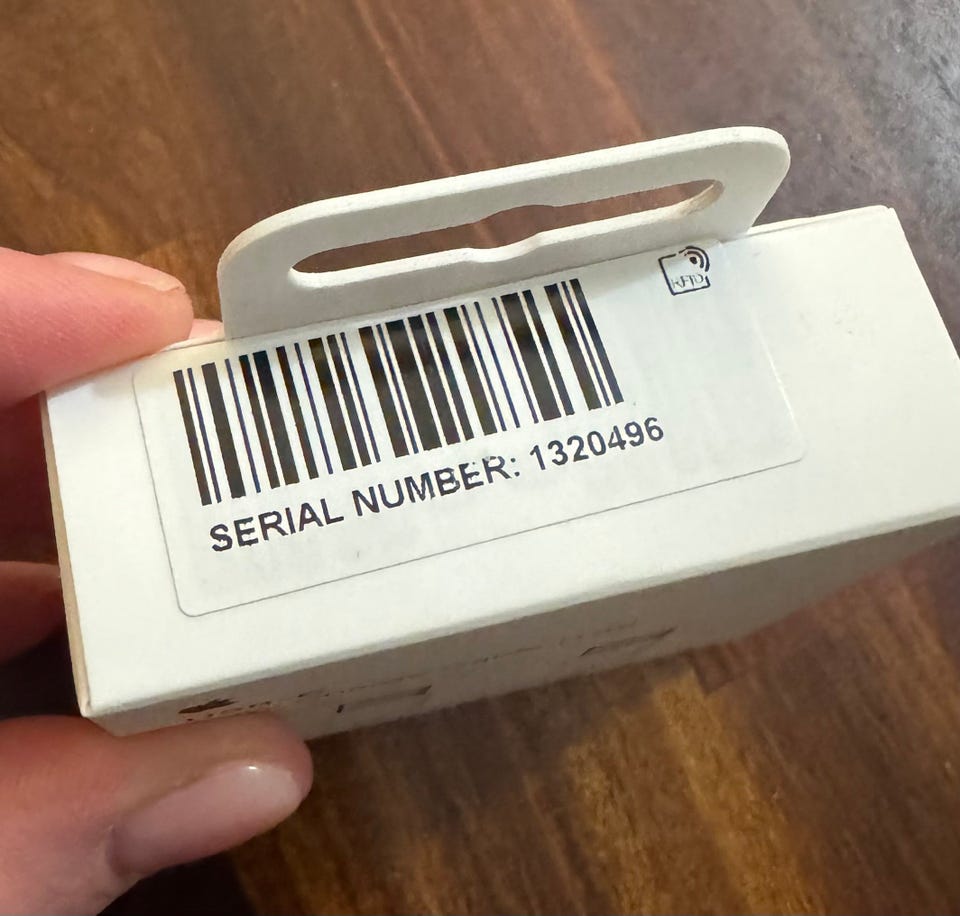 RFID
SERIAL NUMBER: 1320496